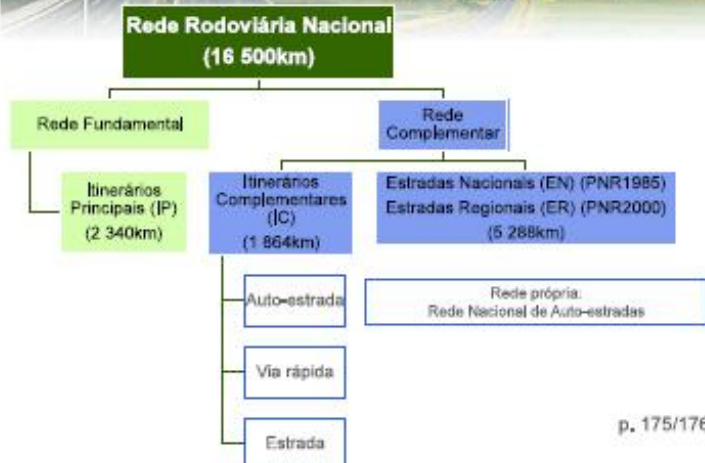 Rede Rodoviária Nacional
(16 500km)
Rede Fundamental
Rede
Complementar
Itinerários
Principais (IP)
(2 340km)
Itinerários
Complementares
(IC)
(1 864km)
Estradas Nacionais (EN) (PNR1985)
Estradas Regionais (ER) (PNR2000)
(5 288km)
Auto-estrada
Rede própria:
Rede Nacional de Auto-estradas
Via rápida
Estrada
p. 175/176